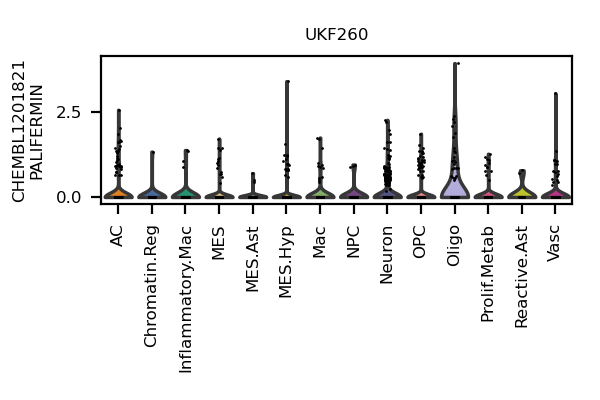 UKF260
CHEMBL1201821
PALIFERMIN
2.5
0.0
AC
Chromatin.Reg
Inflammatory.Mac
MES
MES.Ast
MES.Hyp
Mac
NPC
Neuron
OPC
Oligo
Prolif.Metab
Reactive.Ast
Vasc